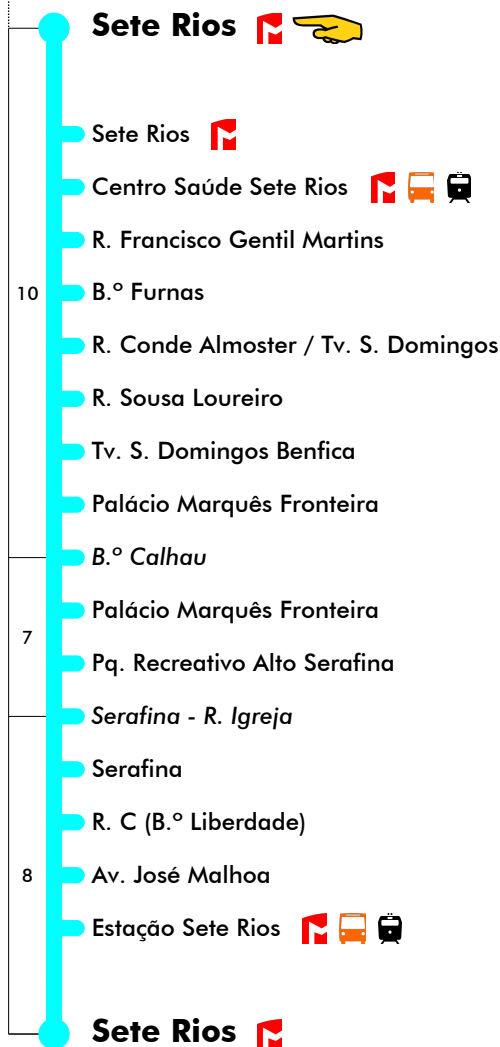 Sete Rios
Sete Rios
Centro Saúde Sete Rios
R. Francisco Gentil Martins
10
B.º Furnas
R. Conde Almoster / Tv. S. Domingos
R. Sousa Loureiro
Tv. S. Domingos Benfica
Palácio Marquês Fronteira
B.º Calhau
Palácio Marquês Fronteira
7
Pq. Recreativo Alto Serafina
Serafina - R. Igreja
Serafina
R. C (B.º Liberdade)
8
Av. José Malhoa
Estação Sete Rios
Sete Rios